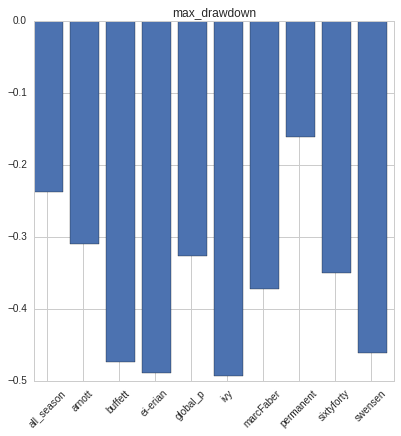 max_drawdown
0.0
−0.1
−0.2
−0.3
−0.4
−0.5
all_season
arnott
buffett
el-erian
global_p
ivy
marcFaber
permanent
sixtyforty
swensen